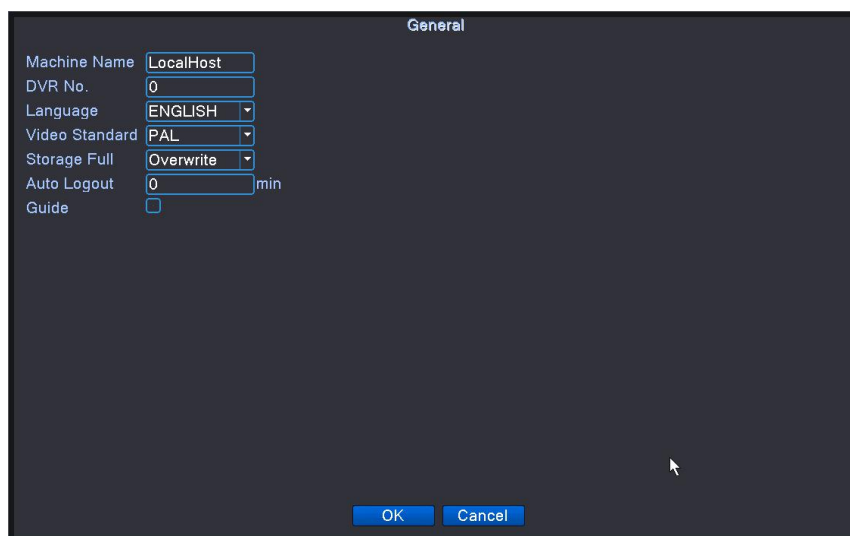 General
Machine Name LocalHost
DVR No. 0
Language ENGLISH
Video Standard PAL
Storage Full Overwrite
Auto Logout 0 min
Guide
OK Cancel